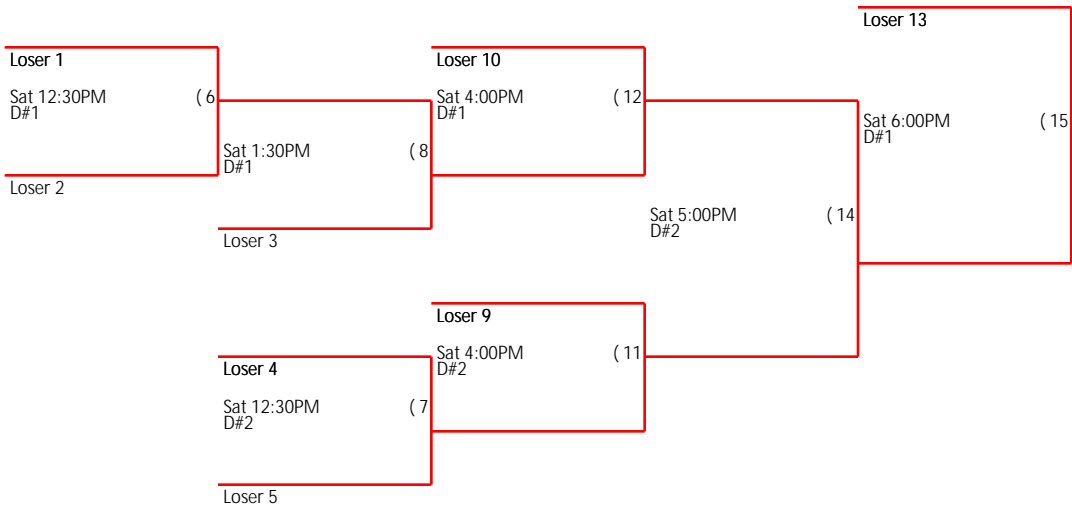 Loser 13
Loser 1
Loser 10
Sat 12:30PM
D#1
( 6
Sat 4:00PM
D#1
( 12
Sat 6:00PM
D#1
( 15
Sat 1:30PM
D#1
( 8
Loser 2
Loser 3
Sat 5:00PM
D#2
( 14
Loser 9
Sat 4:00PM
D#2
( 11
Loser 4
Sat 12:30PM
D#2
( 7
Loser 5